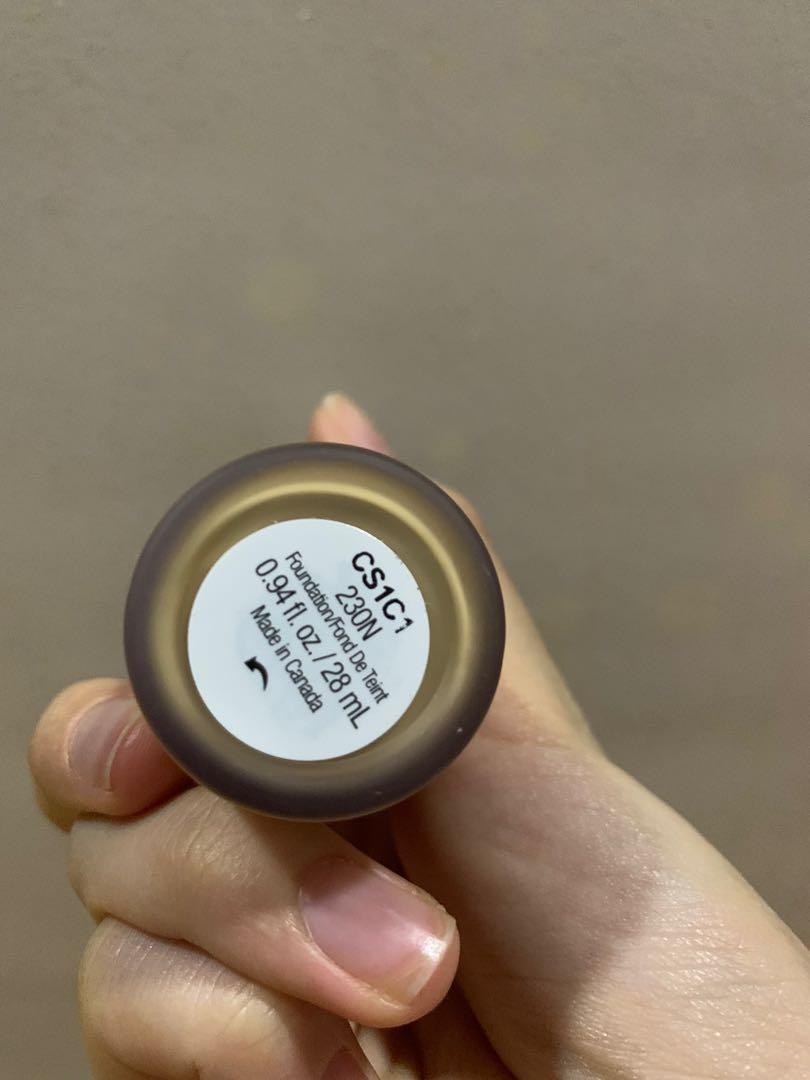 CS1C1
230N
Foundation/Fond De Teint
0.94 fl. oz. / 28 mL
Made in Canada